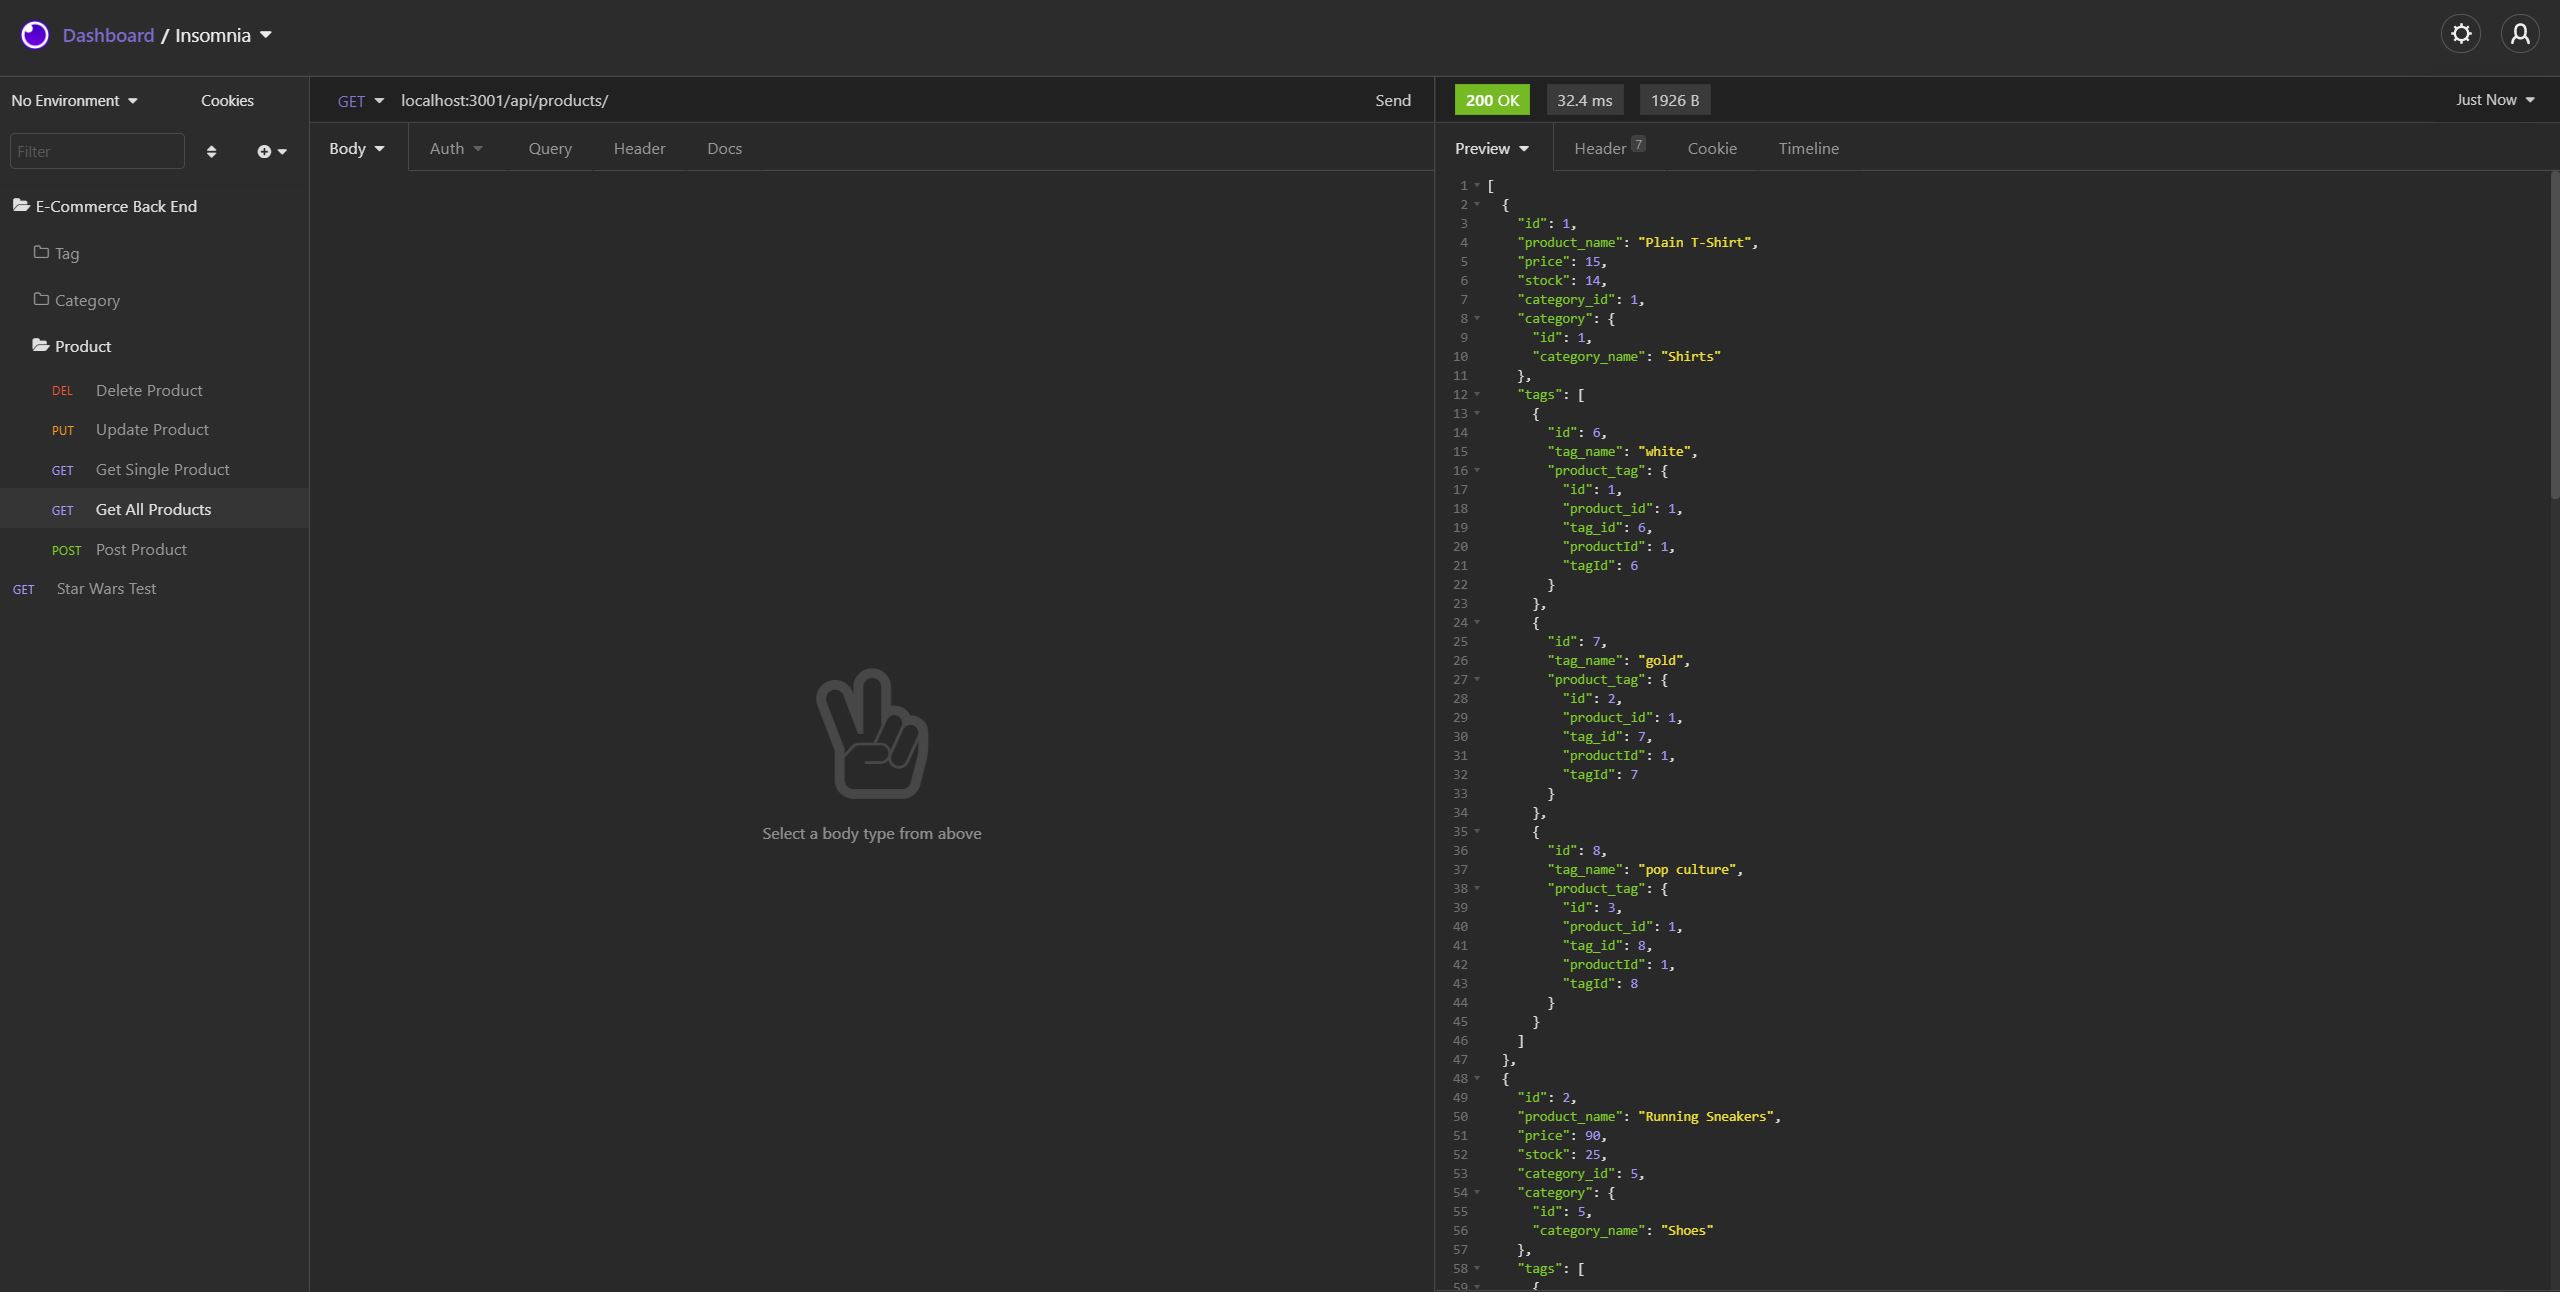 Dashboard / Insomnia
No Environment Cookies
Filter
E-Commerce Back End
Tag
Category
Product
DEL Delete Product
PUT Update Product
GET Get Single Product
GET Get All Products
POST Post Product
GET Star Wars Test
GET localhost:3001/api/products/ Send
Body Auth Query Header Docs
Select a body type from above
200 OK 32.4 ms 1926 B Just Now
Preview Header 7 Cookie Timeline
1 [
2 {
3 "id": 1,
4 "product_name": "Plain T-Shirt",
5 "price": 15,
6 "stock": 14,
7 "category_id": 1,
8 "category": {
9 "id": 1,
10 "category_name": "Shirts"
11 },
12 "tags": [
13 {
14 "id": 6,
15 "tag_name": "white",
16 "product_tag": {
17 "id": 1,
18 "product_id": 1,
19 "tag_id": 6,
20 "productId": 1,
21 "tagId": 6
22 }
23 },
24 {
25 "id": 7,
26 "tag_name": "gold",
27 "product_tag": {
28 "id": 2,
29 "product_id": 1,
30 "tag_id": 7,
31 "productId": 1,
32 "tagId": 7
33 }
34 },
35 {
36 "id": 8,
37 "tag_name": "pop culture",
38 "product_tag": {
39 "id": 3,
40 "product_id": 1,
41 "tag_id": 8,
42 "productId": 1,
43 "tagId": 8
44 }
45 }
46 ]
47 },
48 {
49 "id": 2,
50 "product_name": "Running Sneakers",
51 "price": 90,
52 "stock": 25,
53 "category_id": 5,
54 "category": {
55 "id": 5,
56 "category_name": "Shoes"
57 },
58 "tags": [
59 {